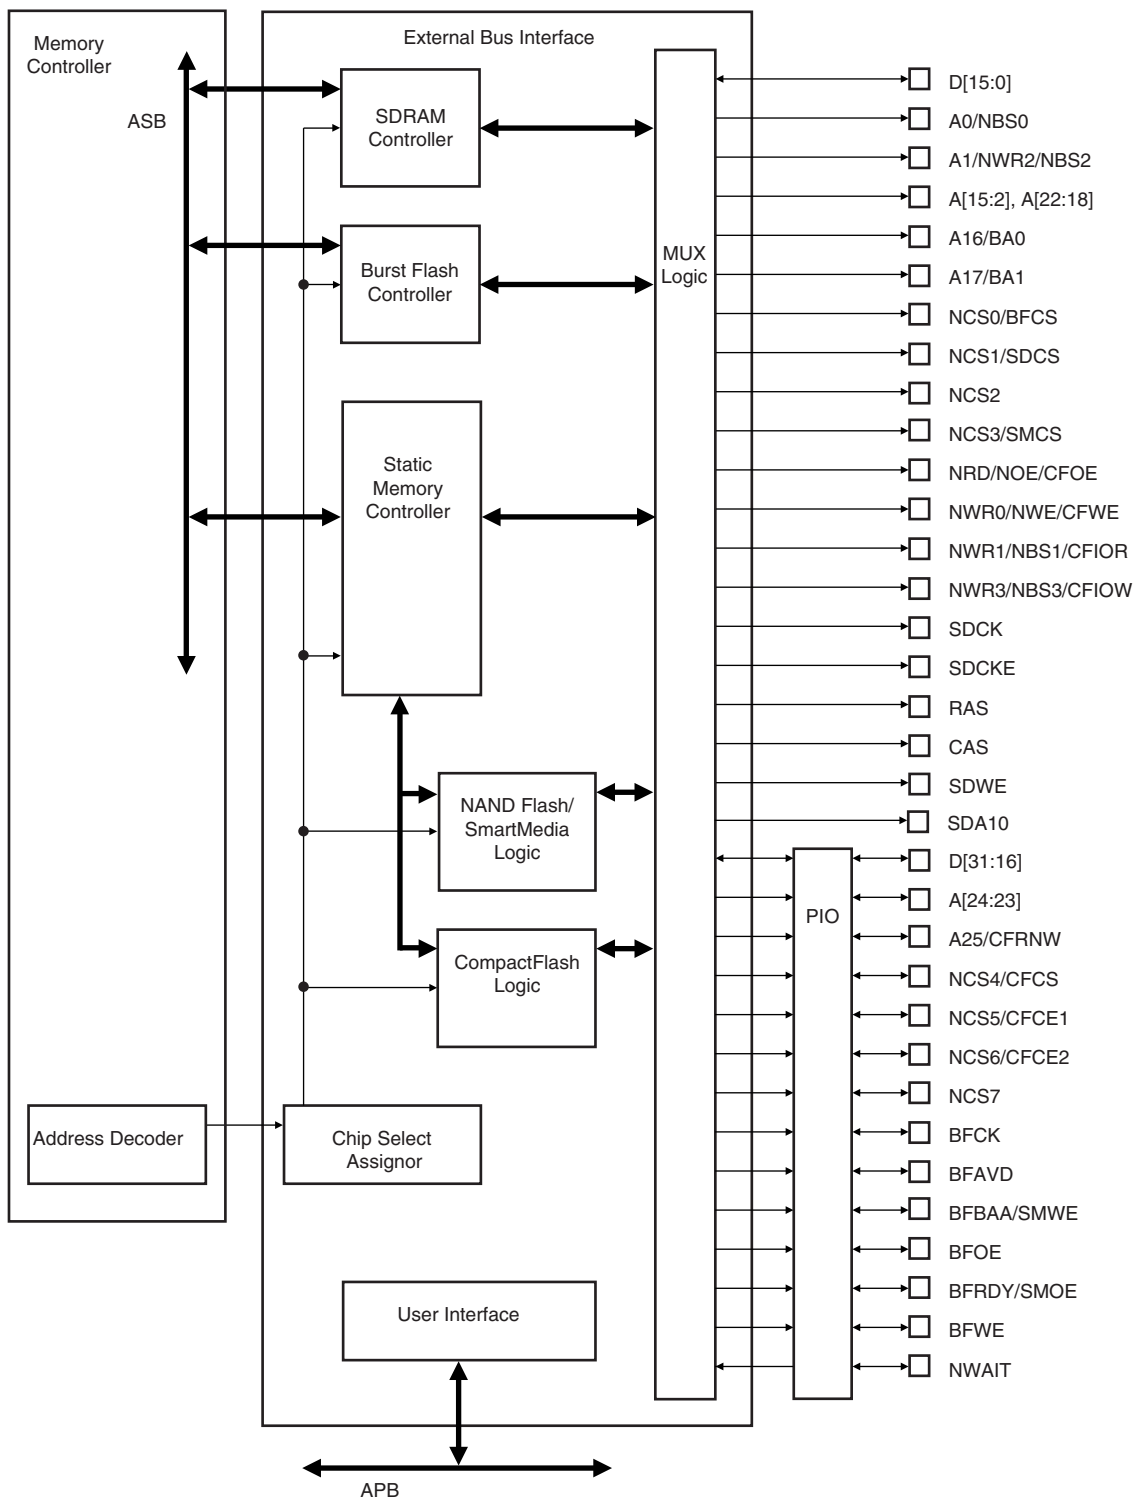 Memory
Controller
ASB
External Bus Interface
SDRAM
Controller
Burst Flash
Controller
Static
Memory
Controller
NAND Flash/
SmartMedia
Logic
CompactFlash
Logic
Address Decoder
Chip Select
Assignor
User Interface
APB
MUX
Logic
PIO
D[15:0]
A0/NBS0
A1/NWR2/NBS2
A[15:2], A[22:18]
A16/BA0
A17/BA1
NCS0/BFCS
NCS1/SDCS
NCS2
NCS3/SMCS
NRD/NOE/CFOE
NWR0/NWE/CFWE
NWR1/NBS1/CFIOR
NWR3/NBS3/CFIOW
SDCK
SDCKE
RAS
CAS
SDWE
SDA10
D[31:16]
A[24:23]
A25/CFRNW
NCS4/CFCS
NCS5/CFCE1
NCS6/CFCE2
NCS7
BFCK
BFAVD
BFBAA/SMWE
BFOE
BFRDY/SMOE
BFWE
NWAIT